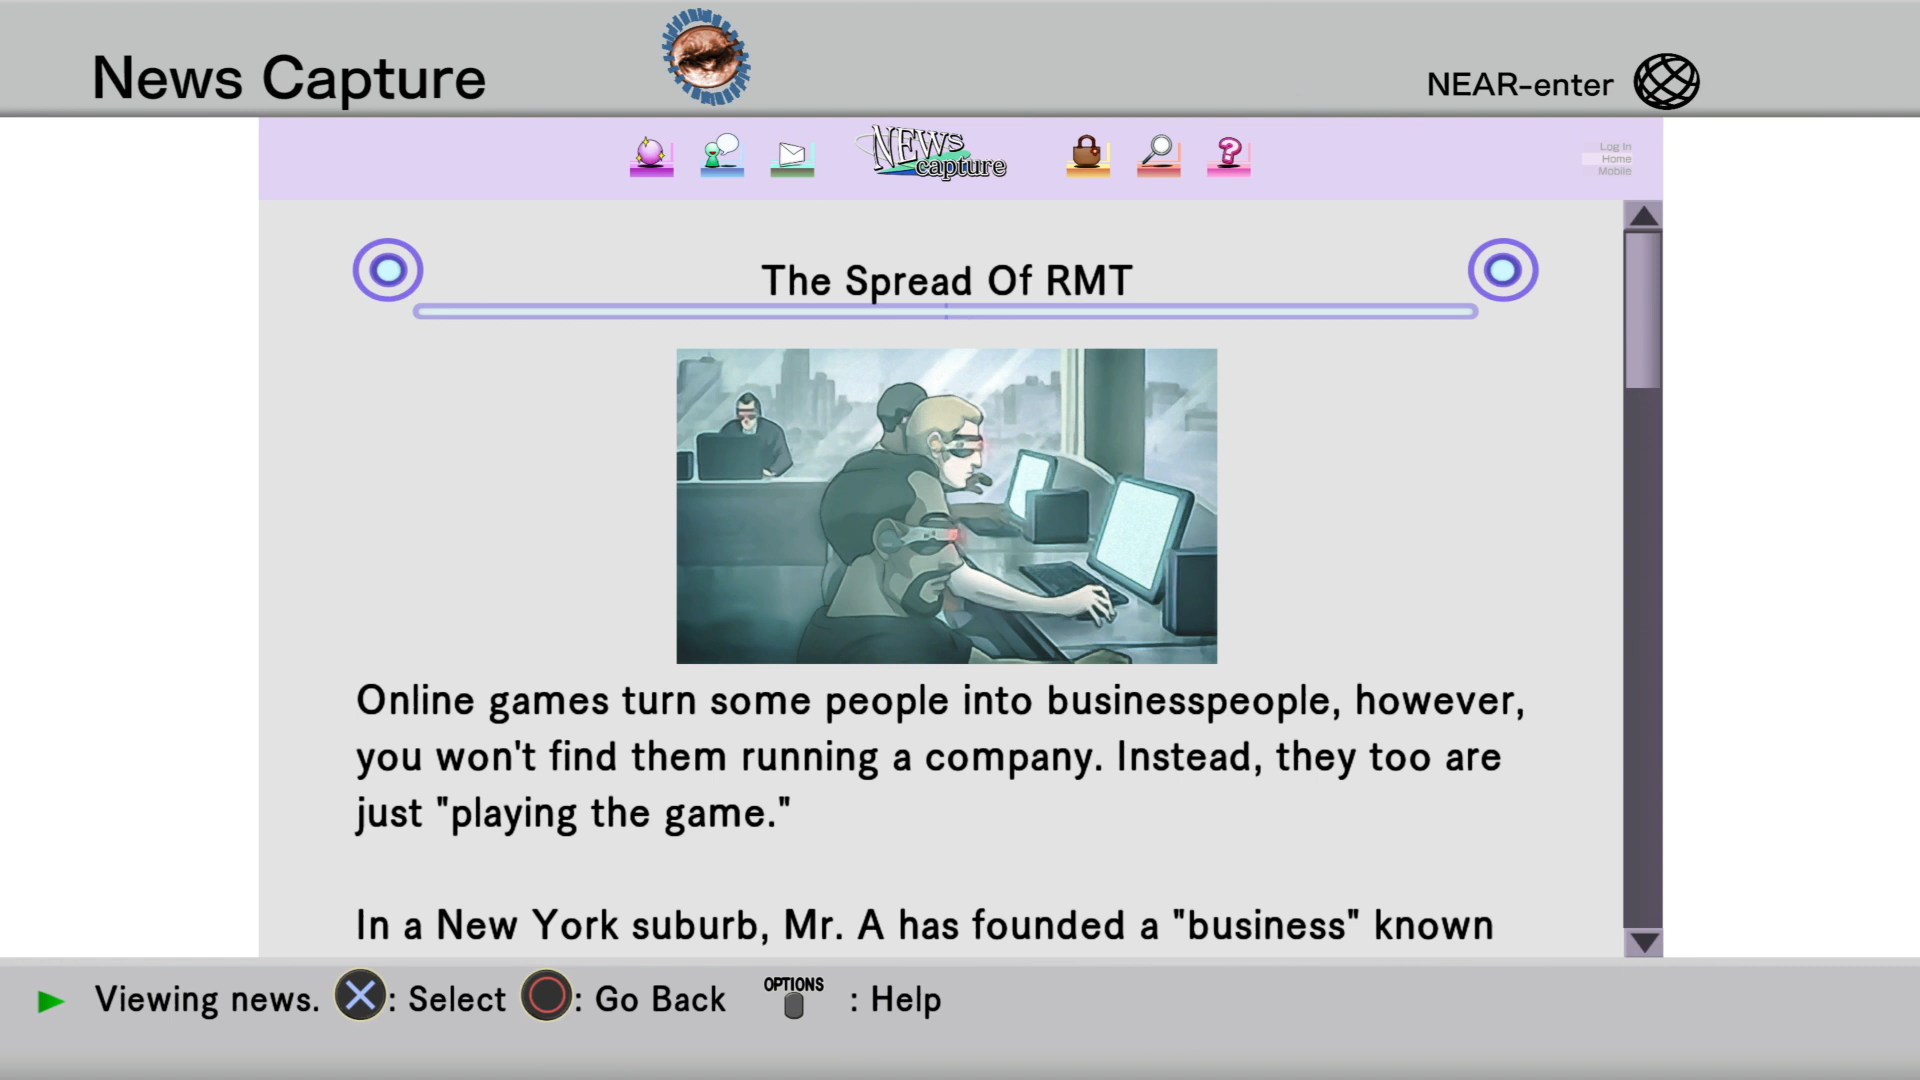 News Capture
NEAR-enter
NEWS
capture
Log In
Home
Mobile
The Spread Of RMT
Online games turn some people into businesspeople, however,
you won't find them running a company. Instead, they too are
just "playing the game."
In a New York suburb, Mr. A has founded a "business" known
Viewing news. : Select : Go Back OPTIONS : Help